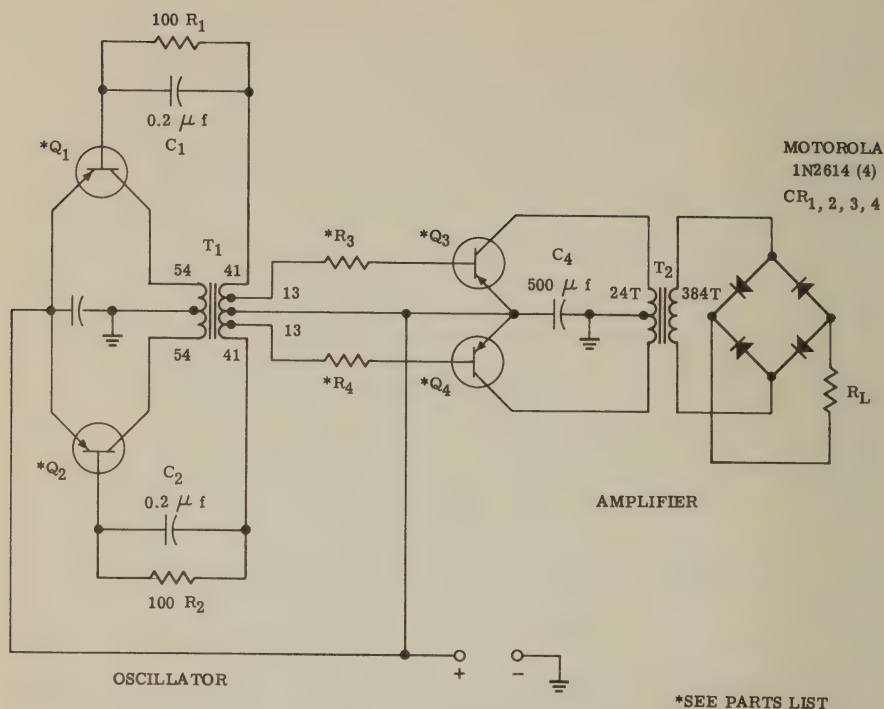 100 R1
0.2 μ f
C1
*Q1
MOTOROLA
1N2614 (4)
CR1, 2, 3, 4
T1
54
41
*R3
*Q3
C4
500 μ f
T2
24T
384T
13
13
54
41
*R4
*Q4
RL
*Q2
C2
0.2 μ f
100 R2
AMPLIFIER
+
-
OSCILLATOR
*SEE PARTS LIST